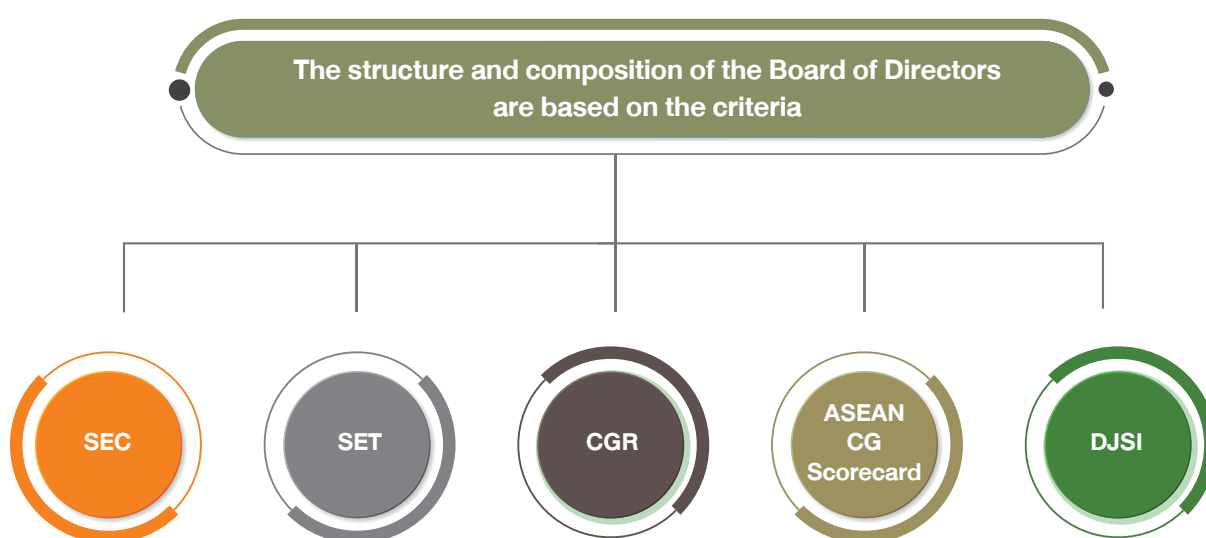 The structure and composition of the Board of Directors
are based on the criteria
SEC
SET
CGR
ASEAN
CG
Scorecard
DJSI